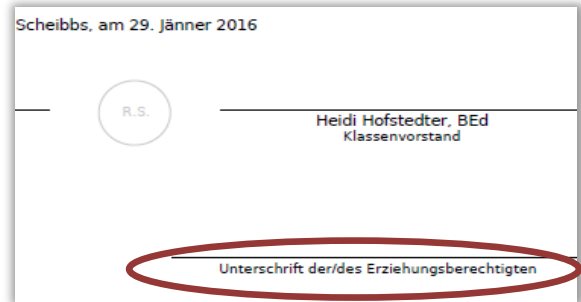 Scheibbs, am 29. Jänner 2016
R.S.
Heidi Hofstedter, BEd
Klassenvorstand
Unterschrift der/des Erziehungsberechtigten